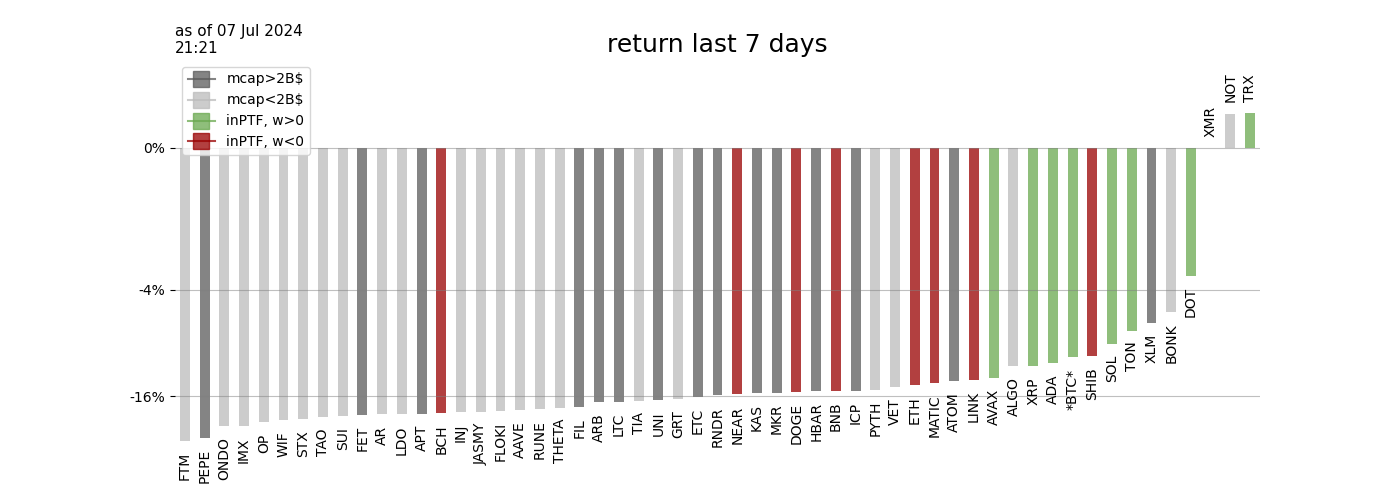 as of 07 Jul 2024
21:21
return last 7 days
mcap>2B$
mcap<2B$
inPTF, w>0
inPTF, w<0
0%
-4%
-16%
FTM
PEPE
ONDO
IMX
OP
WIF
STX
TAO
SUI
FET
AR
LDO
APT
BCH
INJ
JASMY
FLOKI
AAVE
RUNE
THETA
FIL
ARB
LTC
TIA
UNI
GRT
ETC
RNDR
NEAR
KAS
MKR
DOGE
HBAR
BNB
ICP
PYTH
VET
ETH
MATIC
ATOM
LINK
AVAX
ALGO
XRP
ADA
*BTC*
SHIB
SOL
TON
XLM
BONK
DOT
XMR
NOT
TRX